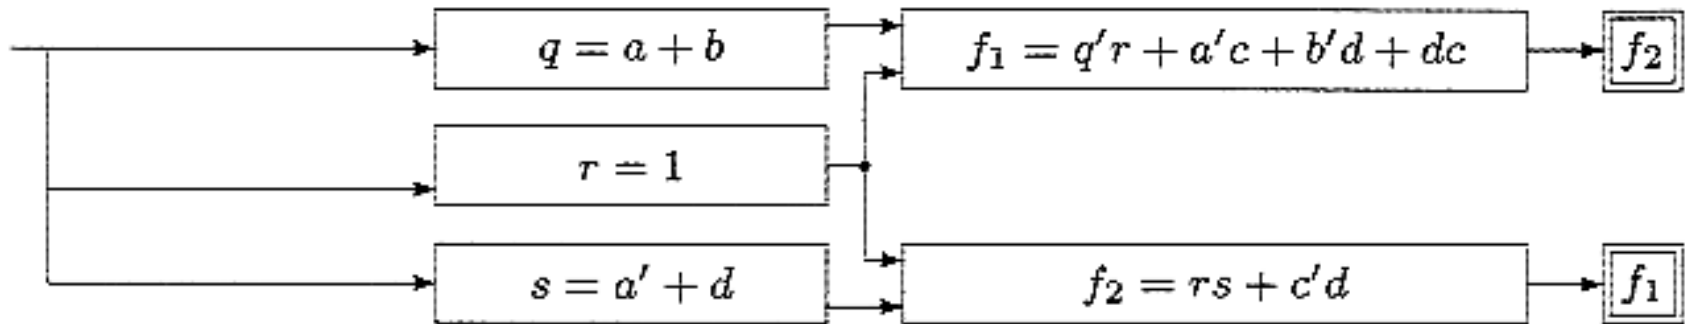 q = a + b
f₁ = q′r + a′c + b′d + dc
f₂
r = 1
s = a′ + d
f₂ = rs + c′d
f₁